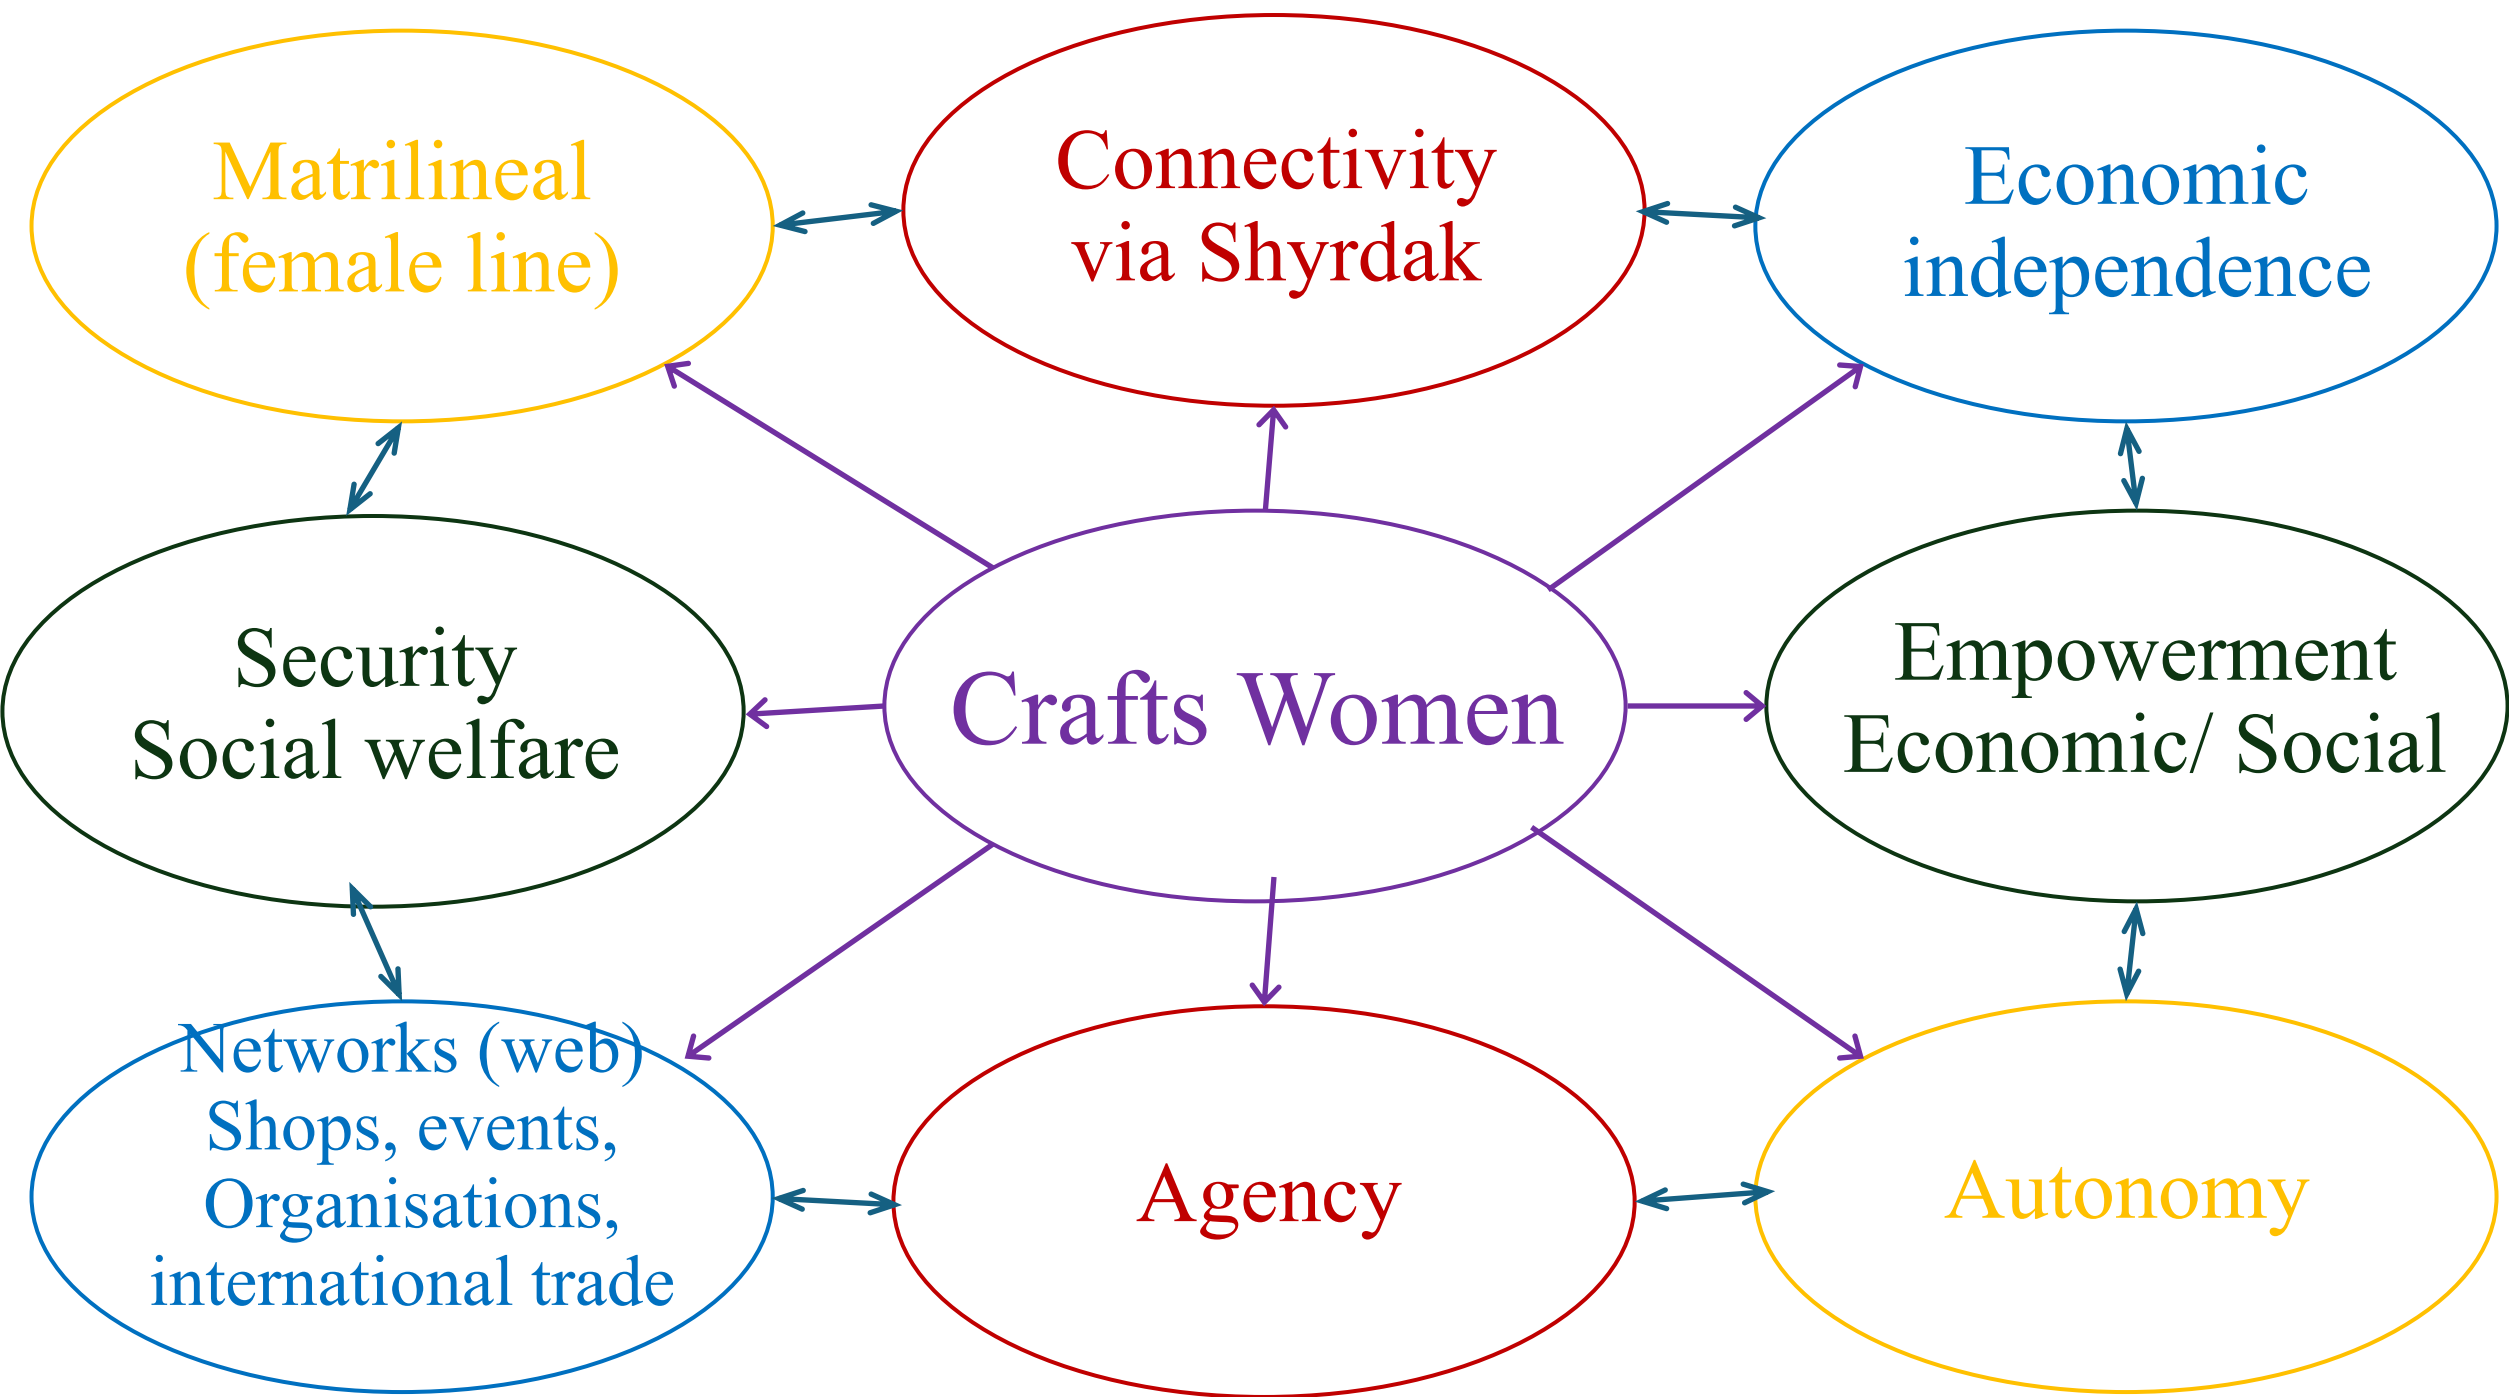 Matrilineal
(female line)
Connectivity
via Shyrdak
Economic
independence
Security
Social welfare
Crafts Women
Empowerment
Economic/ Social
Networks (web)
Shops, events,
Organisations,
international trade
Agency
Autonomy